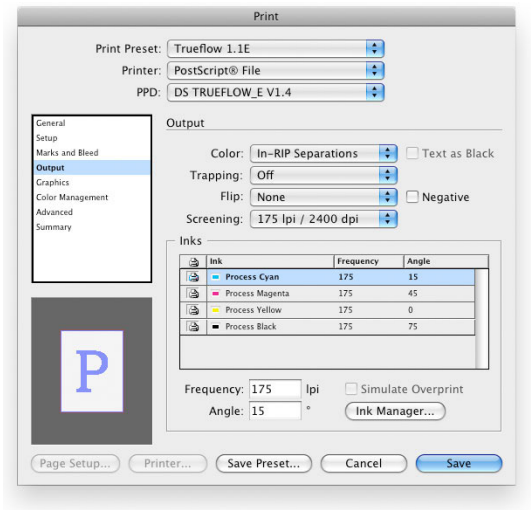 Print
Print Preset: Trueflow 1.1E
Printer: PostScript® File
PPD: DS TRUEFLOW_E V1.4
General
Setup
Marks and Bleed
Output
Graphics
Color Management
Advanced
Summary
Output
Color: In-RIP Separations Text as Black
Trapping: Off
Flip: None Negative
Screening: 175 lpi / 2400 dpi
Inks
Ink Frequency Angle
Process Cyan 175 15
Process Magenta 175 45
Process Yellow 175 0
Process Black 175 75
P
Frequency: 175 lpi Simulate Overprint
Angle: 15 ° Ink Manager...
Page Setup... Printer... Save Preset... Cancel Save